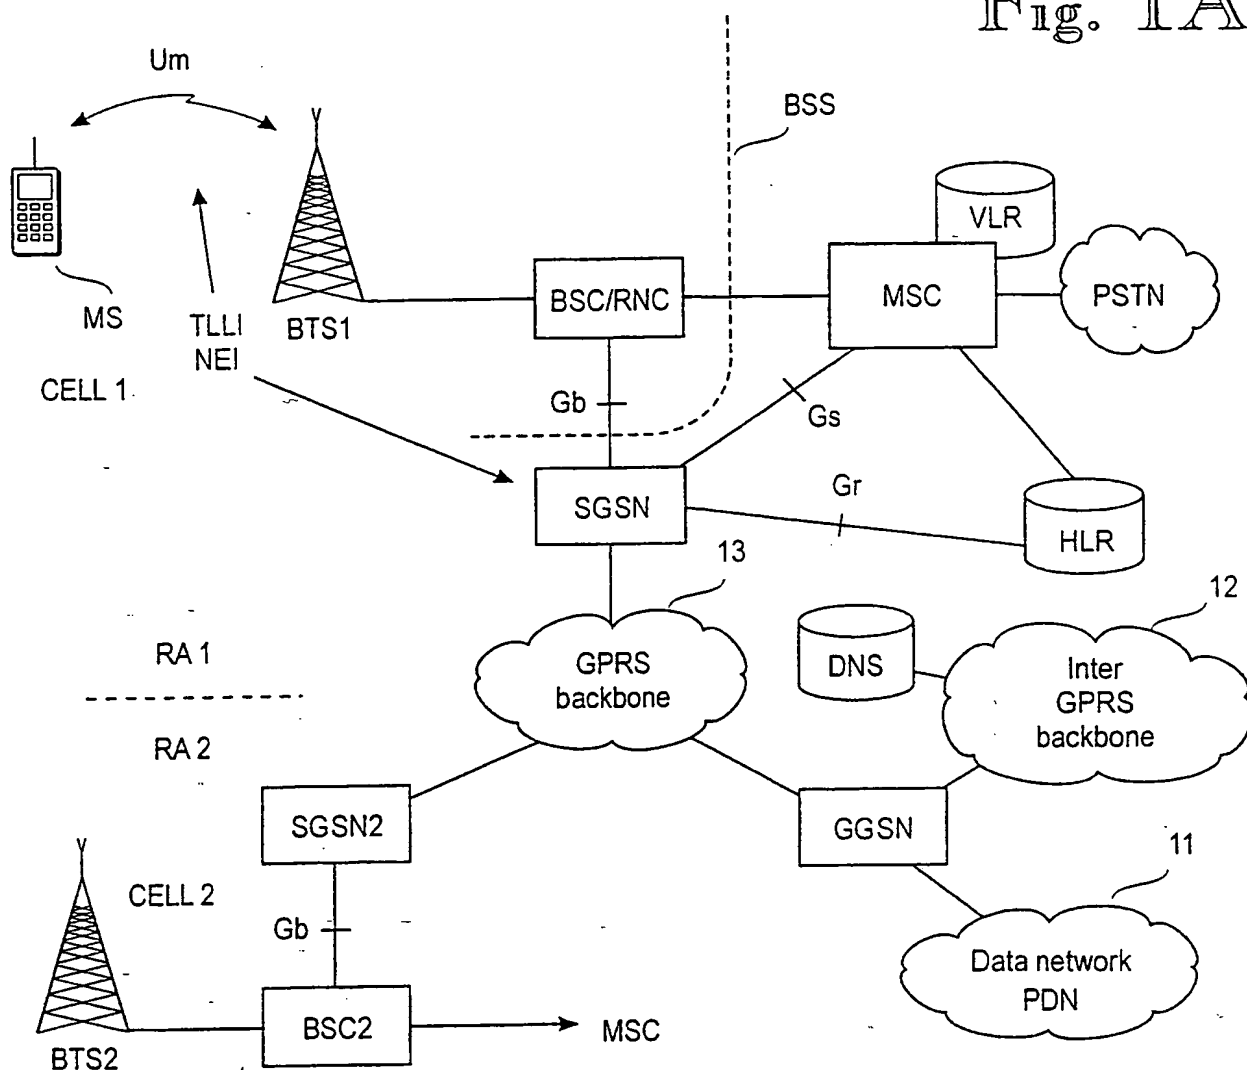 Fig. 1A
Um
BSS
VLR
MS
BTS1
BSC/RNC
MSC
PSTN
TLLI
NEI
CELL 1
Gb
Gs
SGSN
Gr
HLR
13
12
RA 1
GPRS
backbone
DNS
Inter
GPRS
backbone
RA 2
SGSN2
GGSN
11
CELL 2
Gb
Data network
PDN
BTS2
BSC2
MSC